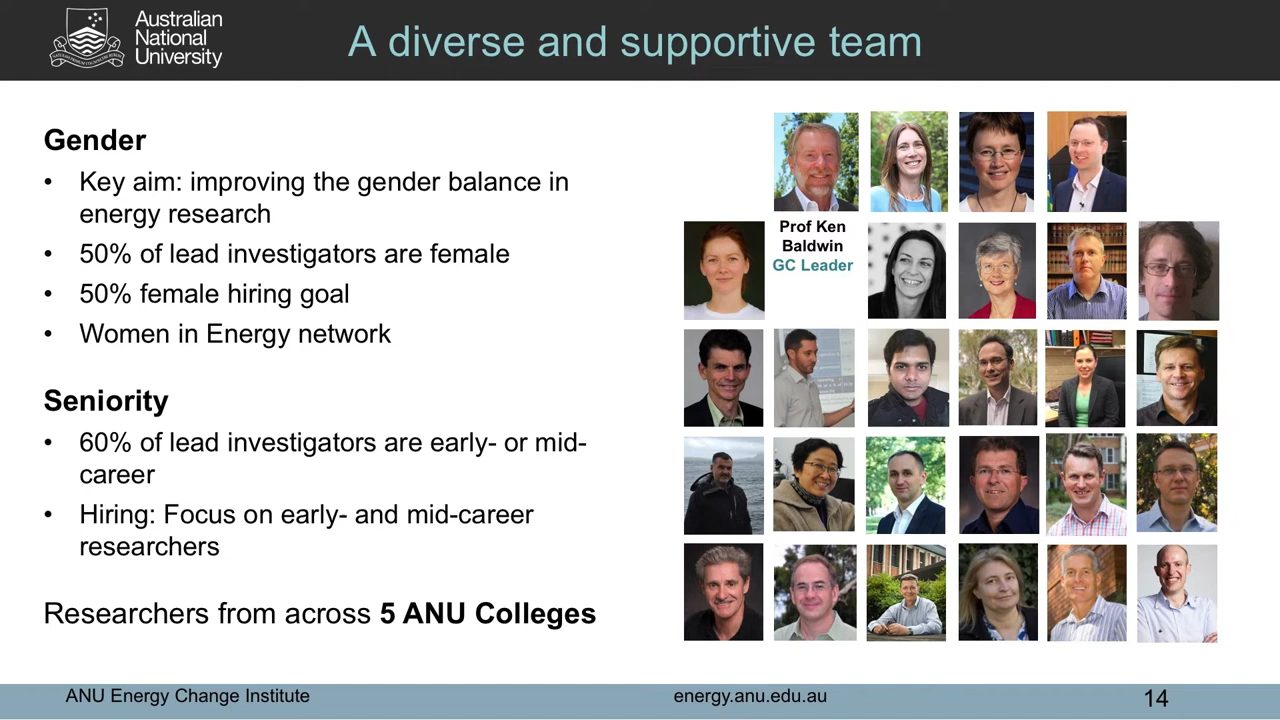 Australian
National
University
A diverse and supportive team
Gender
• Key aim: improving the gender balance in
energy research
• 50% of lead investigators are female
• 50% female hiring goal
• Women in Energy network
Seniority
• 60% of lead investigators are early- or mid-
career
• Hiring: Focus on early- and mid-career
researchers
Researchers from across 5 ANU Colleges
Prof Ken
Baldwin
GC Leader
ANU Energy Change Institute
energy.anu.edu.au
14